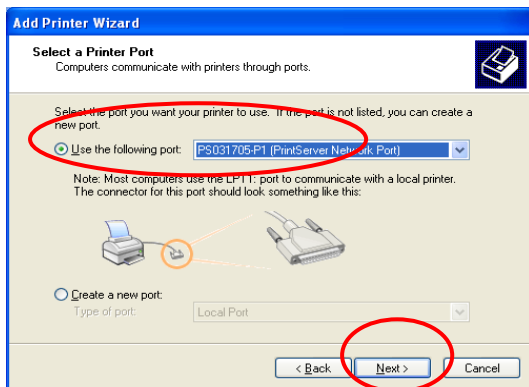 Add Printer Wizard
Select a Printer Port
Computers communicate with printers through ports.
Select the port you want your printer to use. If the port is not listed, you can create a
new port.
Use the following port: PS031705-P1 (PrintServer Network Port)
Note: Most computers use the LPT1: port to communicate with a local printer.
The connector for this port should look something like this:
Create a new port:
Type of port: Local Port
< Back Next > Cancel